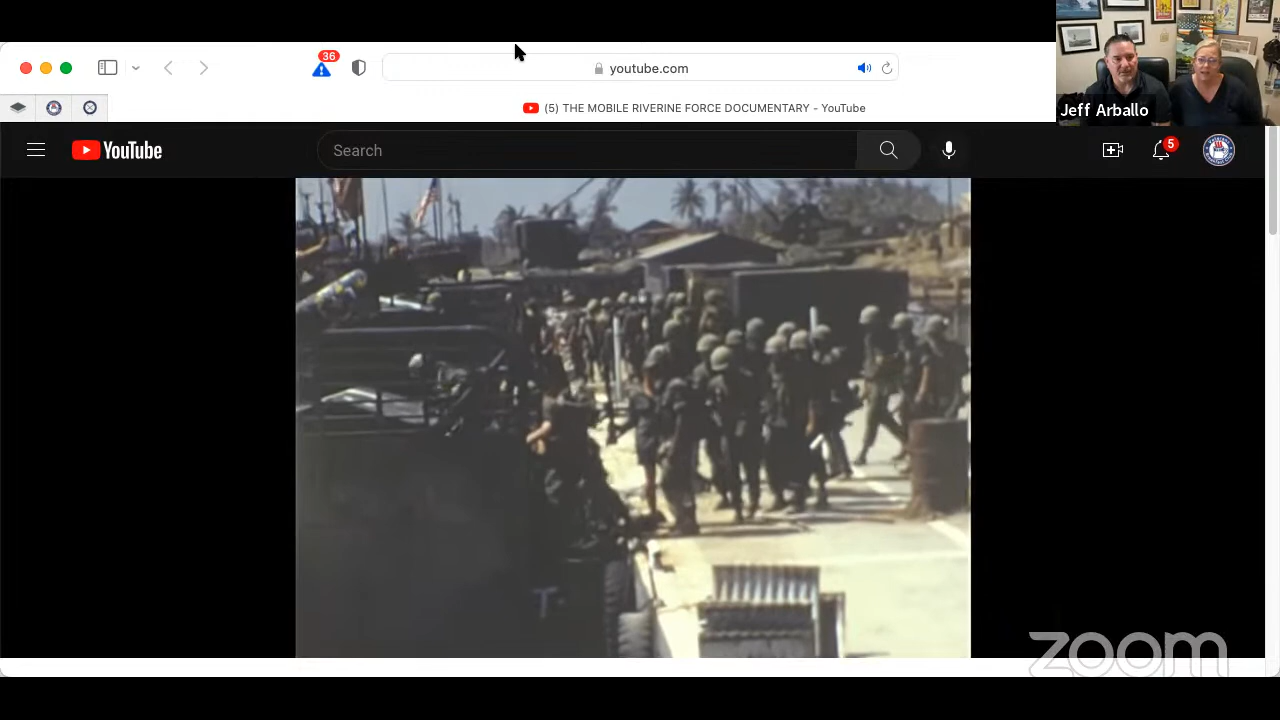 36
youtube.com
(5) THE MOBILE RIVERINE FORCE DOCUMENTARY - YouTube
Jeff Arballo
YouTube
Search
5
zoom